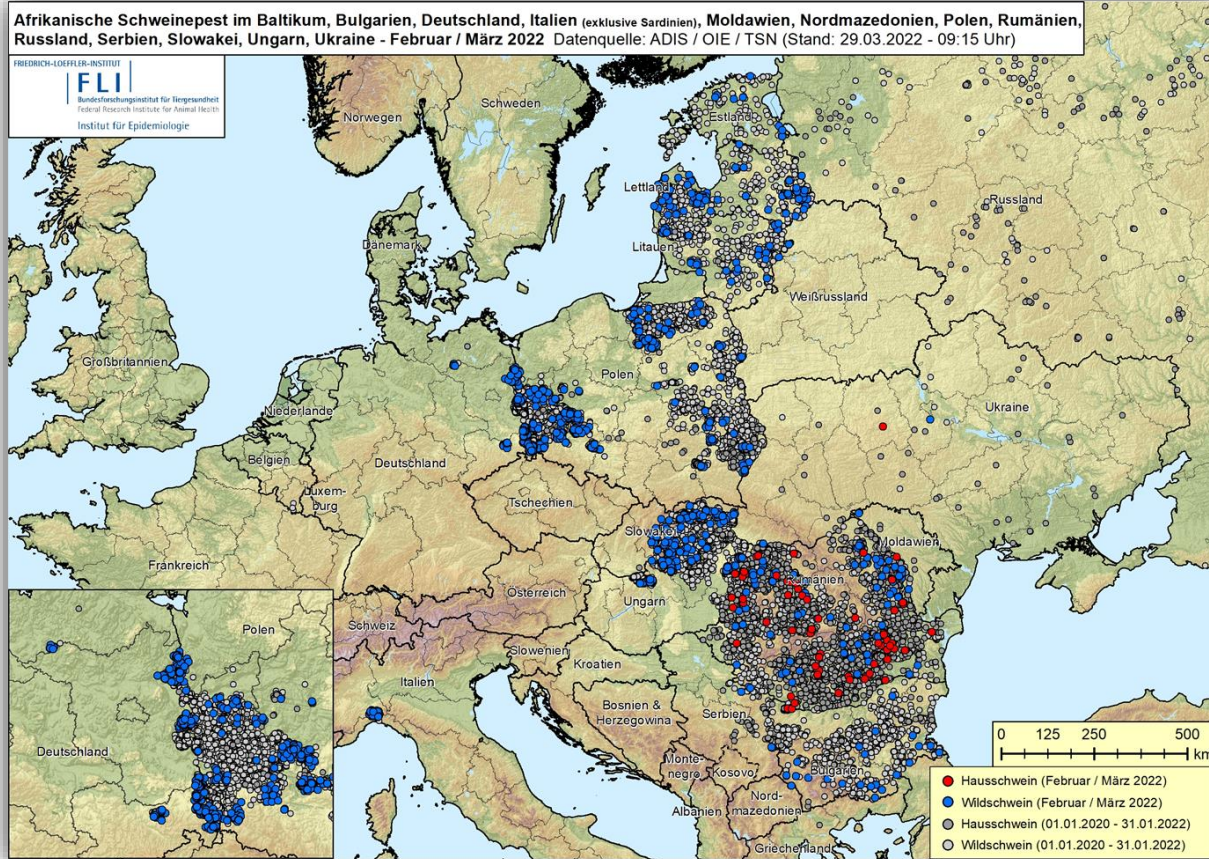 Afrikanische Schweinepest im Baltikum, Bulgarien, Deutschland, Italien (exklusive Sardinien), Moldawien, Nordmazedonien, Polen, Rumänien,
Russland, Serbien, Slowakei, Ungarn, Ukraine - Februar / März 2022 Datenquelle: ADIS / OIE / TSN (Stand: 29.03.2022 - 09:15 Uhr)
FRIEDRICH-LOEFFLER-INSTITUT
FLI
Bundesforschungsinstitut für Tiergesundheit
Federal Research Institute for Animal Health
Institut für Epidemiologie
Norwegen
Schweden
Estland
Lettland
Russland
Dänemark
Litauen
Weißrussland
Großbritannien
Polen
Niederlande
Ukraine
Belgien
Deutschland
Luxem-
burg
Tschechien
Slowakei
Moldawien
Frankreich
Rumänien
Österreich
Ungarn
Schweiz
Slowenien
Kroatien
Italien
Bosnien &
Herzegowina
Serbien
Monte-
negro
Kosovo
Bulgarien
Albanien
Nord-
mazedonien
Griechenland
Polen
Deutschland
0 125 250 500
km
Hausschwein (Februar / März 2022)
Wildschwein (Februar / März 2022)
Hausschwein (01.01.2020 - 31.01.2022)
Wildschwein (01.01.2020 - 31.01.2022)